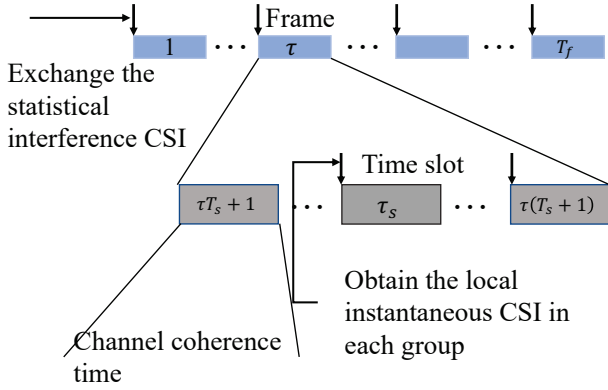 Frame
1 ··· τ ··· ··· T_f
Exchange the
statistical
interference CSI
Time slot
τT_s + 1 ··· τ_s ··· τ(T_s + 1)
Obtain the local
instantaneous CSI in
each group
Channel coherence
time